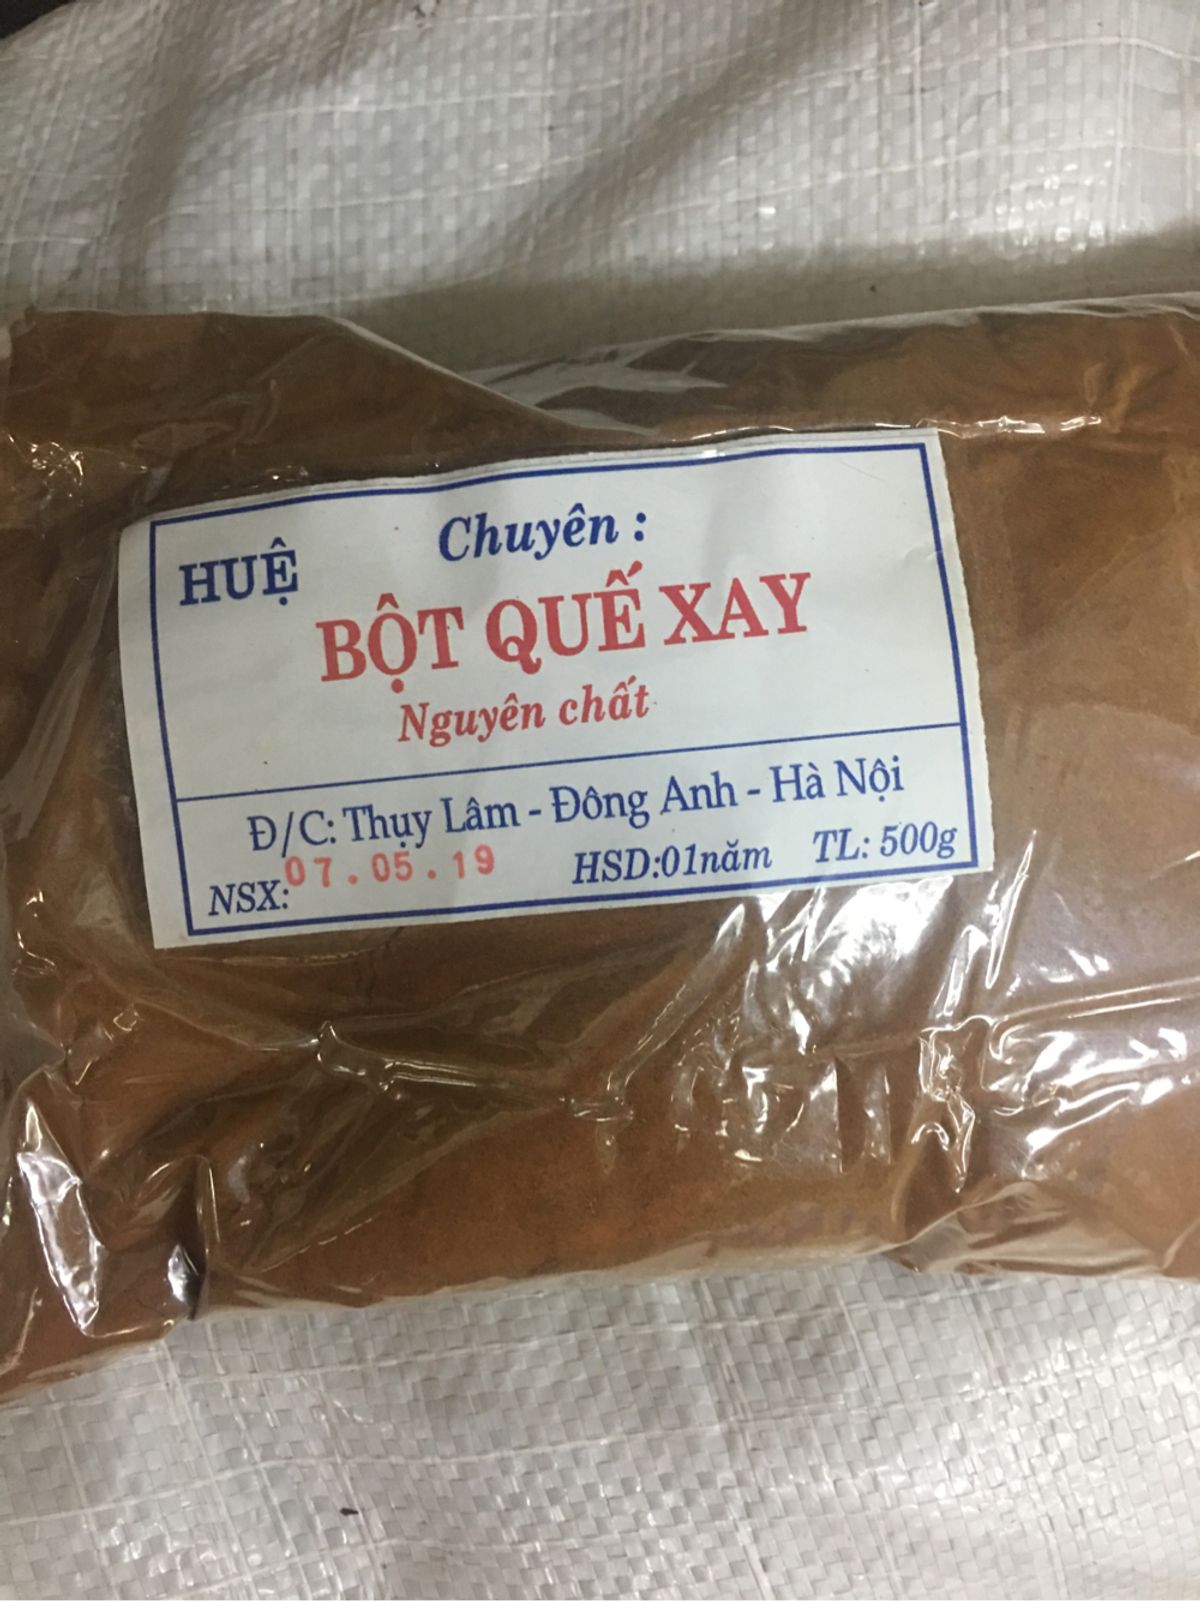 Chuyên :
HUỆ
BỘT QUẾ XAY
Nguyên chất
Đ/C: Thụy Lâm - Đông Anh - Hà Nội
NSX: 07.05.19 HSD:01năm TL: 500g